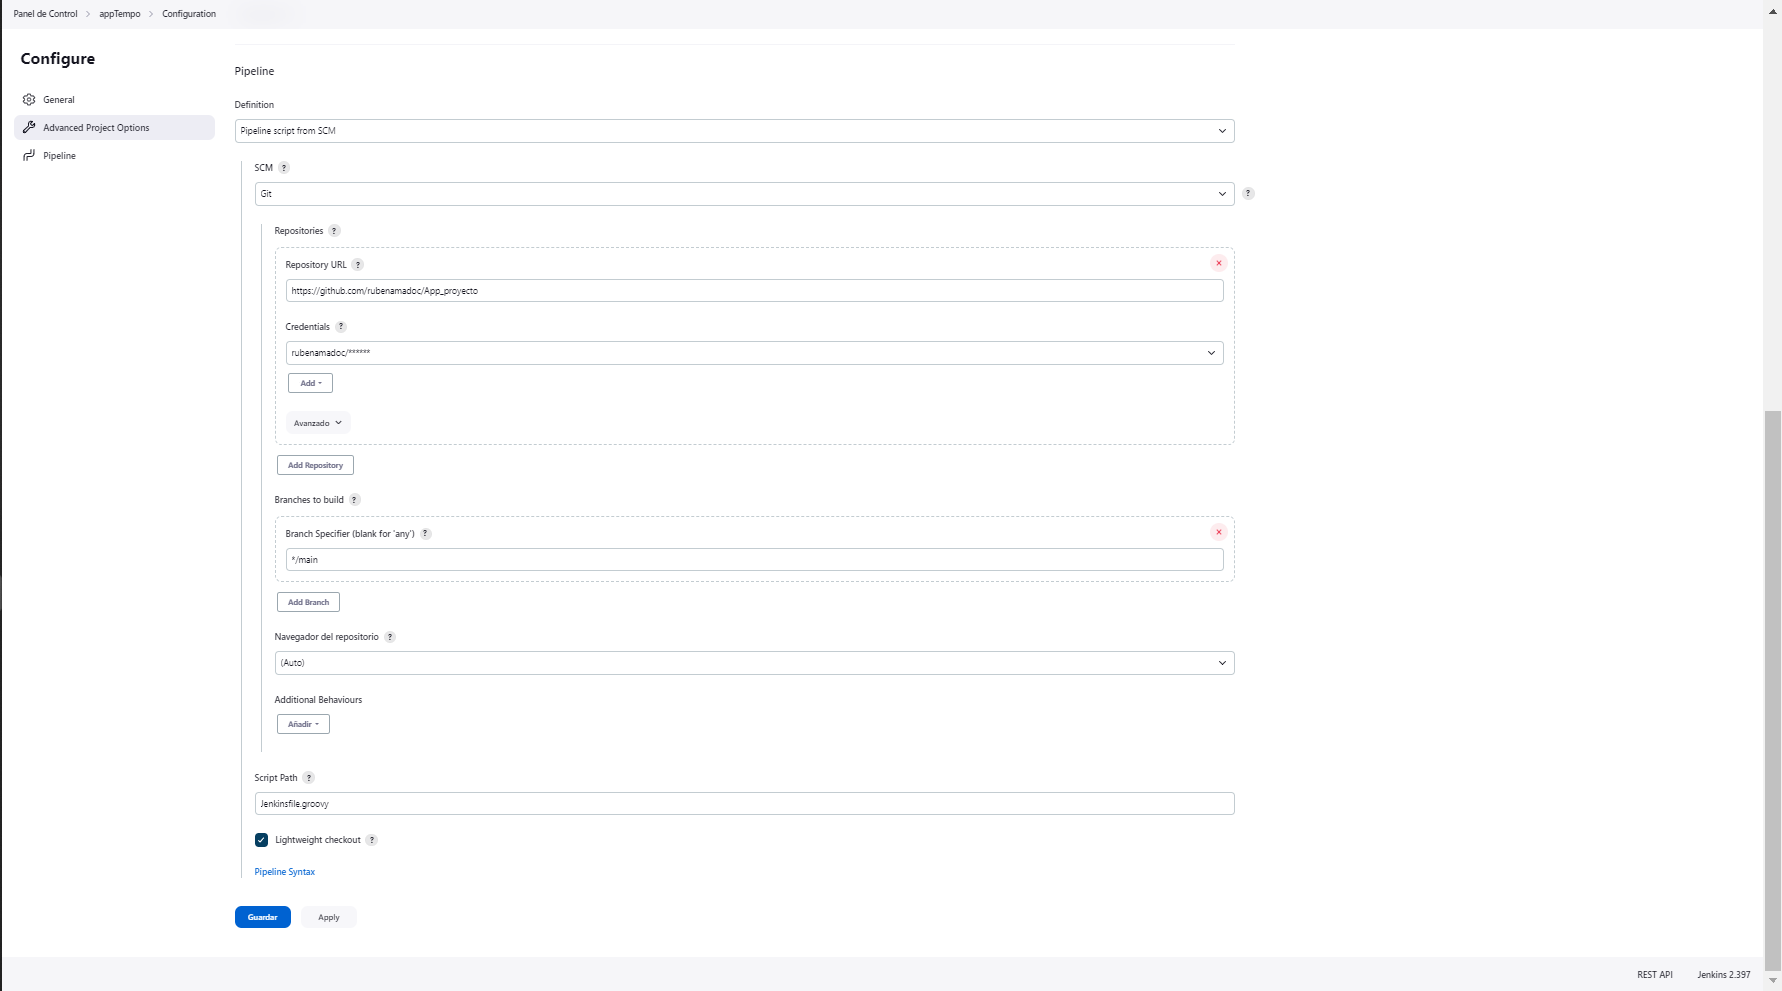 Panel de Control > appTempo > Configuration
Configure
General
Advanced Project Options
Pipeline
Pipeline
Definition
Pipeline script from SCM
SCM ?
Git
?
Repositories ?
Repository URL ?
https://github.com/rubenamadoc/App_proyecto
Credentials ?
rubenamadoc/******
Add
Avanzado
Add Repository
Branches to build ?
Branch Specifier (blank for 'any') ?
*/main
Add Branch
Navegador del repositorio ?
(Auto)
Additional Behaviours
Añadir
Script Path ?
Jenkinsfile.groovy
Lightweight checkout ?
Pipeline Syntax
Guardar
Apply
REST API
Jenkins 2.397